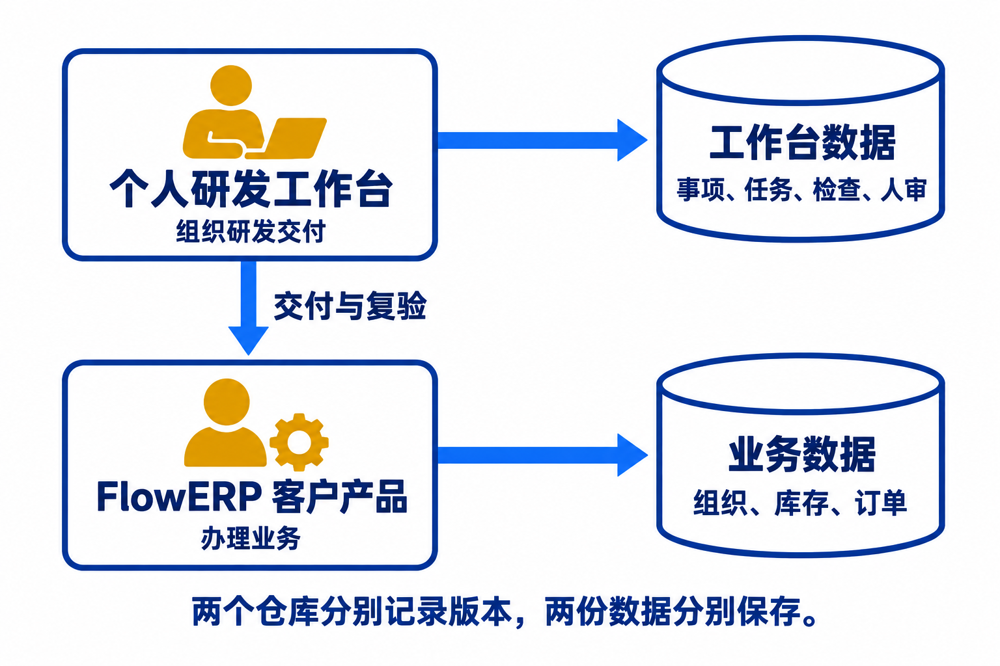 个人研发工作台
组织研发交付
工作台数据
事项、任务、检查、人审
交付与复验
FlowERP 客户产品
办理业务
业务数据
组织、库存、订单
两个仓库分别记录版本，两份数据分别保存。